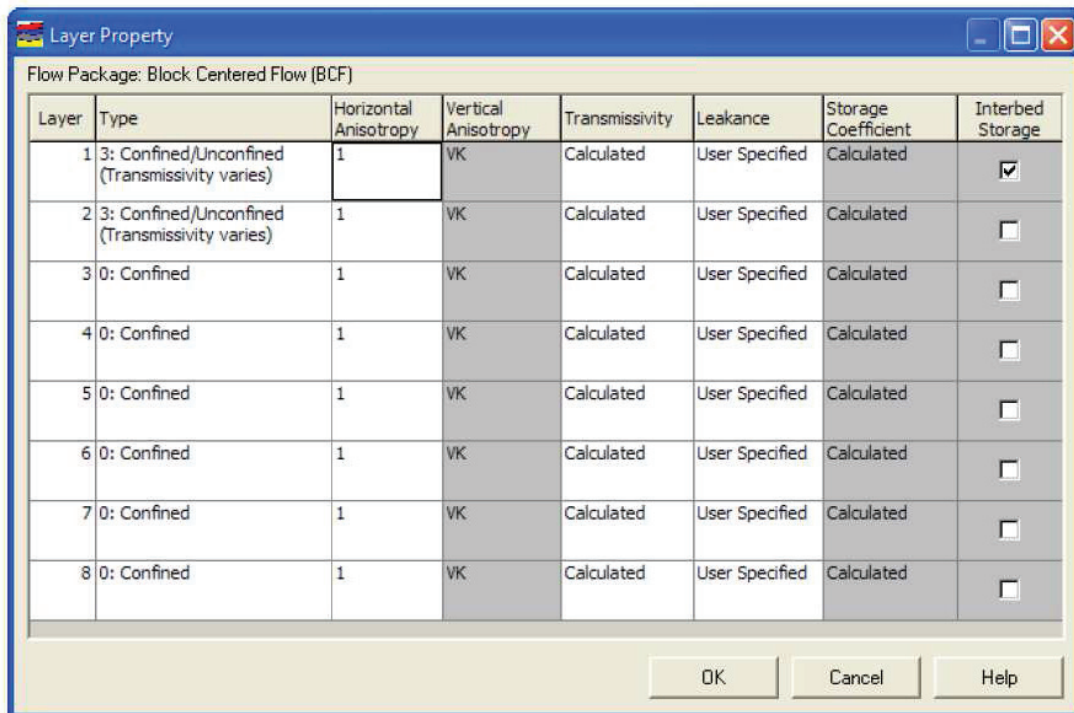 Layer Property
Flow Package: Block Centered Flow (BCF)
Layer Type Horizontal Anisotropy Vertical Anisotropy Transmissivity Leakance Storage Coefficient Interbed Storage
1 3: Confined/Unconfined (Transmissivity varies) 1 VK Calculated User Specified Calculated
2 3: Confined/Unconfined (Transmissivity varies) 1 VK Calculated User Specified Calculated
3 0: Confined 1 VK Calculated User Specified Calculated
4 0: Confined 1 VK Calculated User Specified Calculated
5 0: Confined 1 VK Calculated User Specified Calculated
6 0: Confined 1 VK Calculated User Specified Calculated
7 0: Confined 1 VK Calculated User Specified Calculated
8 0: Confined 1 VK Calculated User Specified Calculated
OK Cancel Help